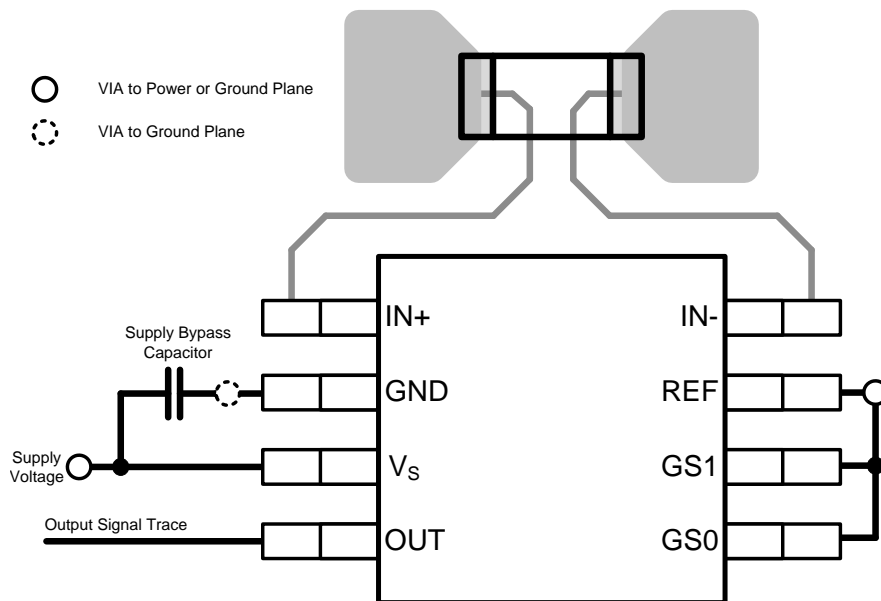 VIA to Power or Ground Plane
VIA to Ground Plane
IN+
IN-
Supply Bypass
Capacitor
GND
REF
Supply
Voltage
VS
GS1
Output Signal Trace
OUT
GS0